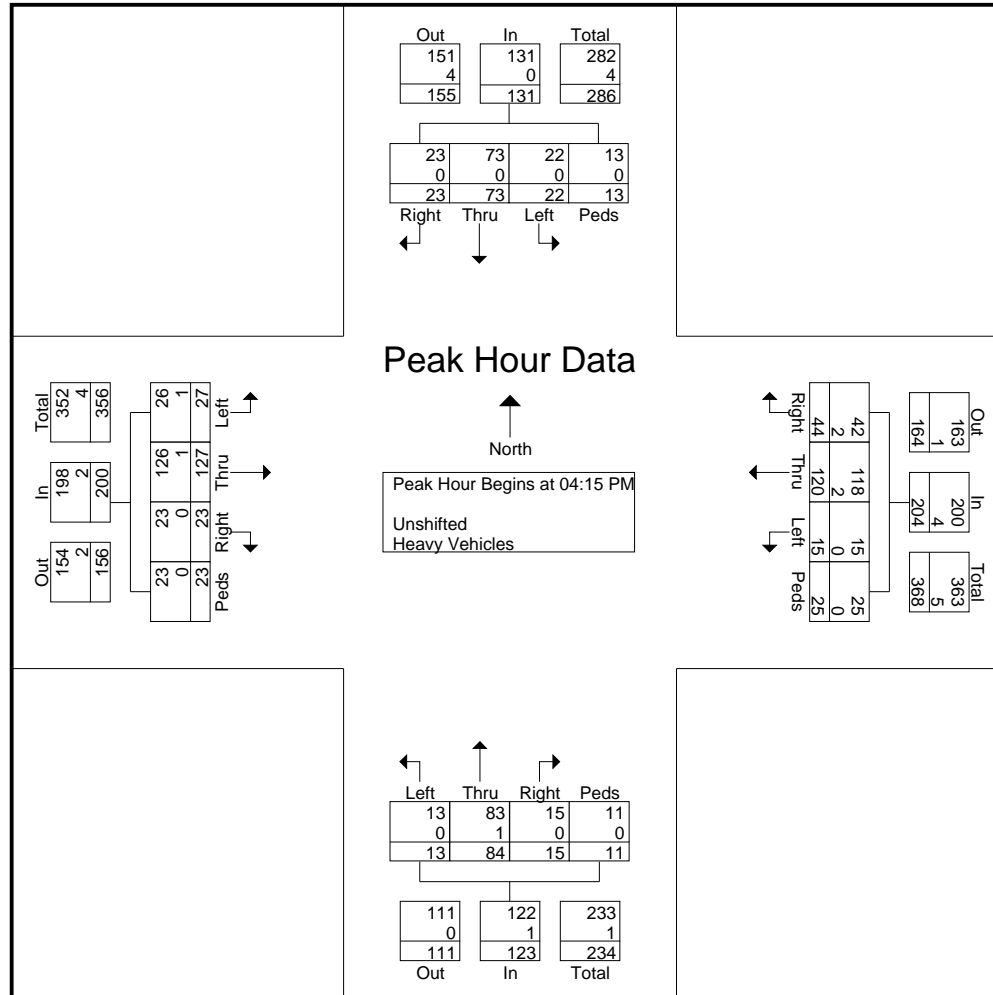 Out In Total
151 131 282
4 0 4
155 131 286
23 73 22 13
0 0 0 0
23 73 22 13
Right Thru Left Peds
Peak Hour Data
North
Peak Hour Begins at 04:15 PM
Unshifted
Heavy Vehicles
Out In Total
154 198 352
2 2 4
156 200 356
23 23 126 26
0 0 1 1
23 23 127 27
Peds Right Thru Left
Out In Total
163 200 363
1 4 5
164 204 368
42 118 15 25
2 2 0 0
44 120 15 25
Right Thru Left Peds
Left Thru Right Peds
13 83 15 11
0 1 0 0
13 84 15 11
111 122 233
0 1 1
111 123 234
Out In Total